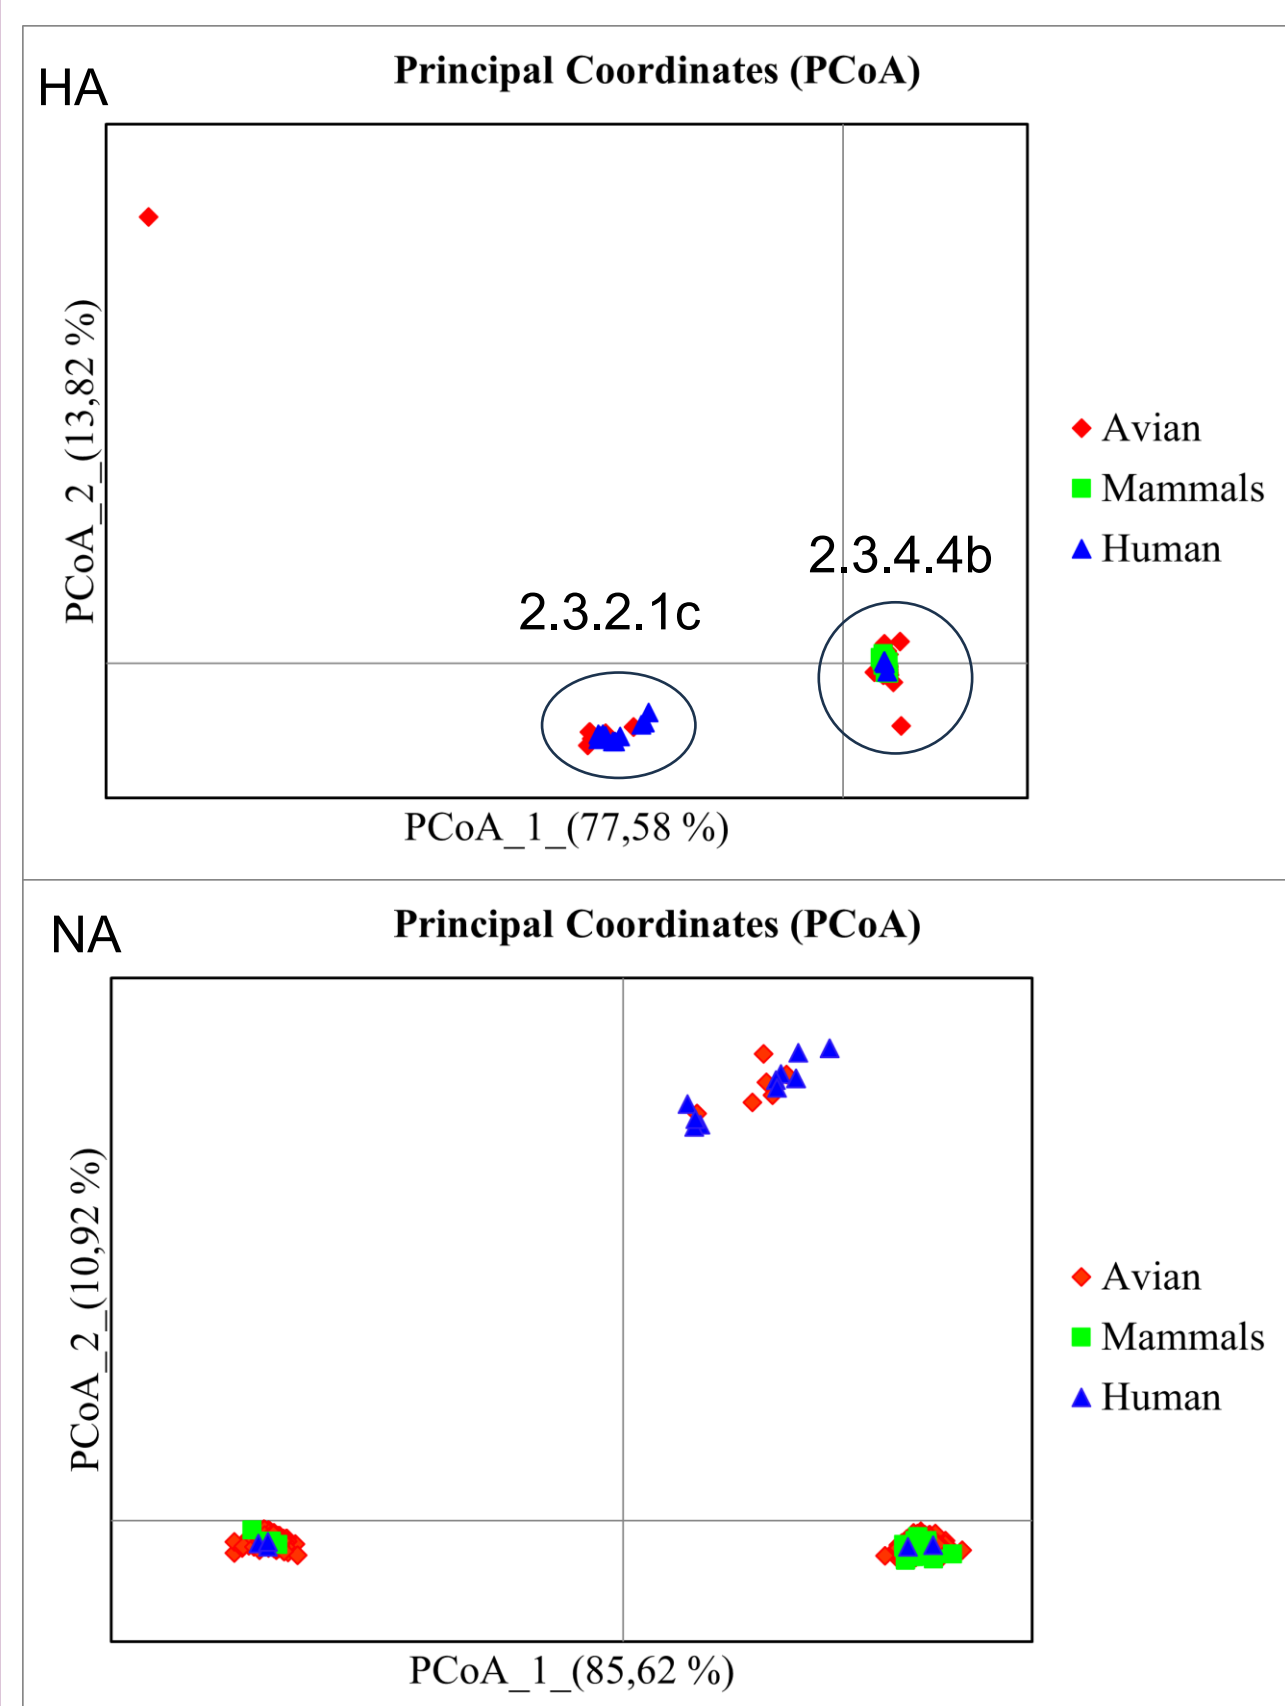 HA
Principal Coordinates (PCoA)
PCoA_2_(13,82 %)
2.3.4.4b
2.3.2.1c
Avian
Mammals
Human
PCoA_1_(77,58 %)
NA
Principal Coordinates (PCoA)
PCoA_2_(10,92 %)
Avian
Mammals
Human
PCoA_1_(85,62 %)